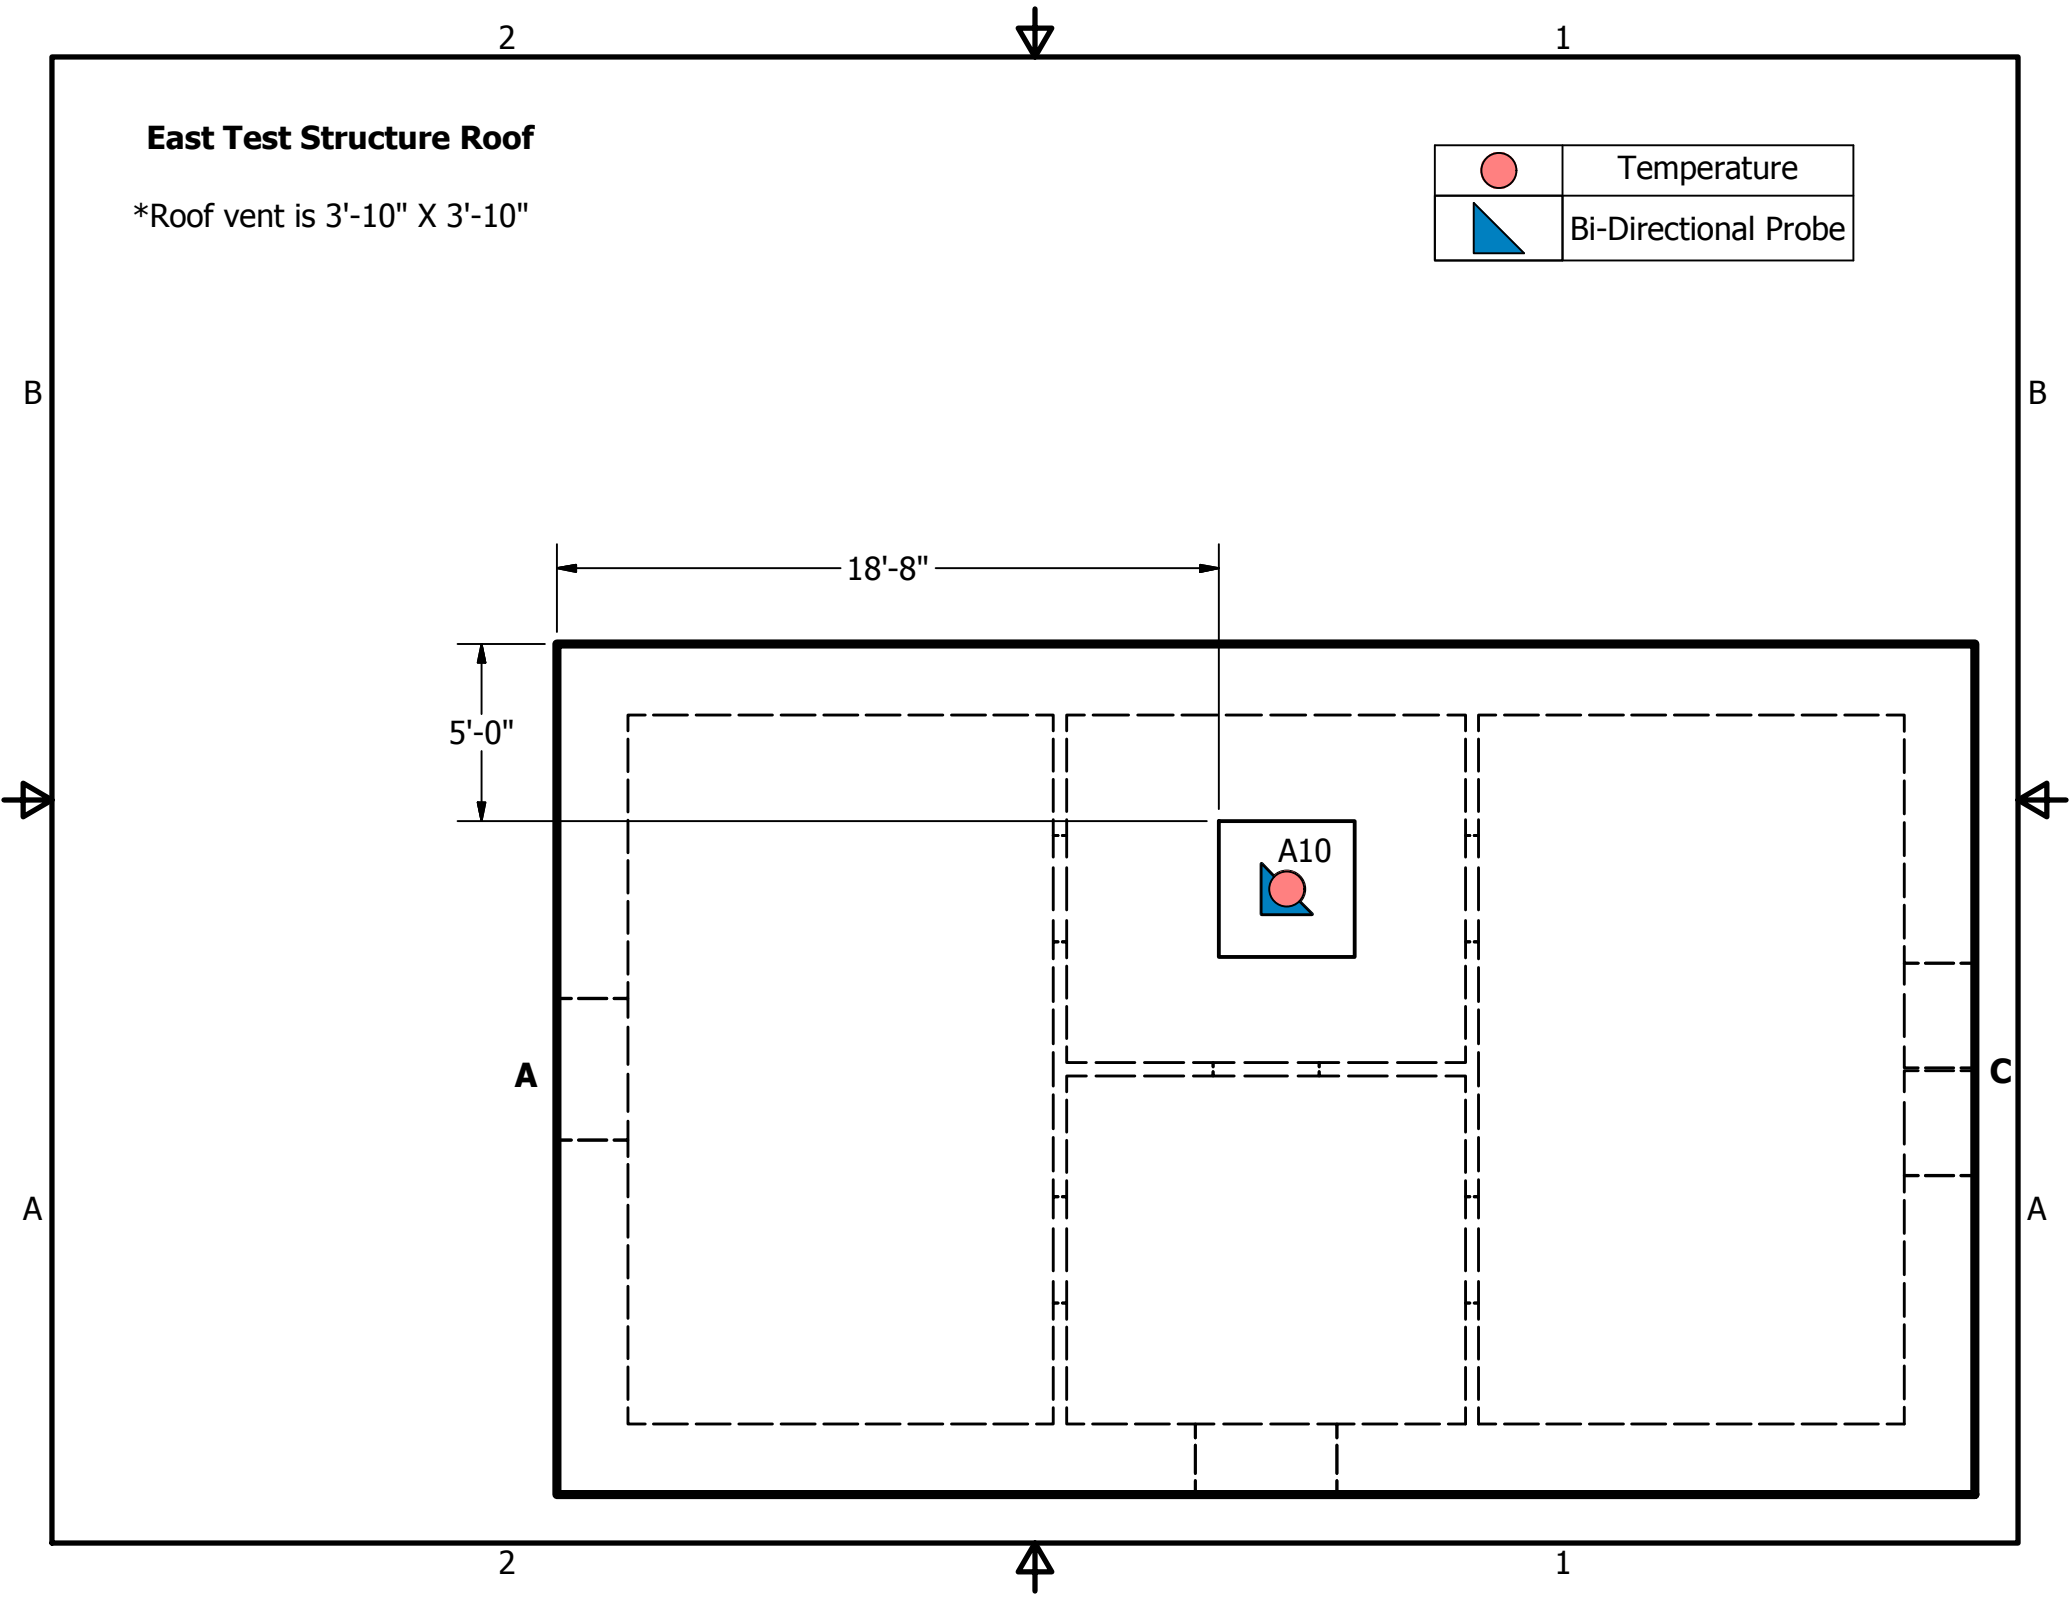 2
1
East Test Structure Roof
Temperature
*Roof vent is 3'-10" X 3'-10"
Bi-Directional Probe
B
B
18'-8"
5'-0"
A10
A
C
A
A
2
1